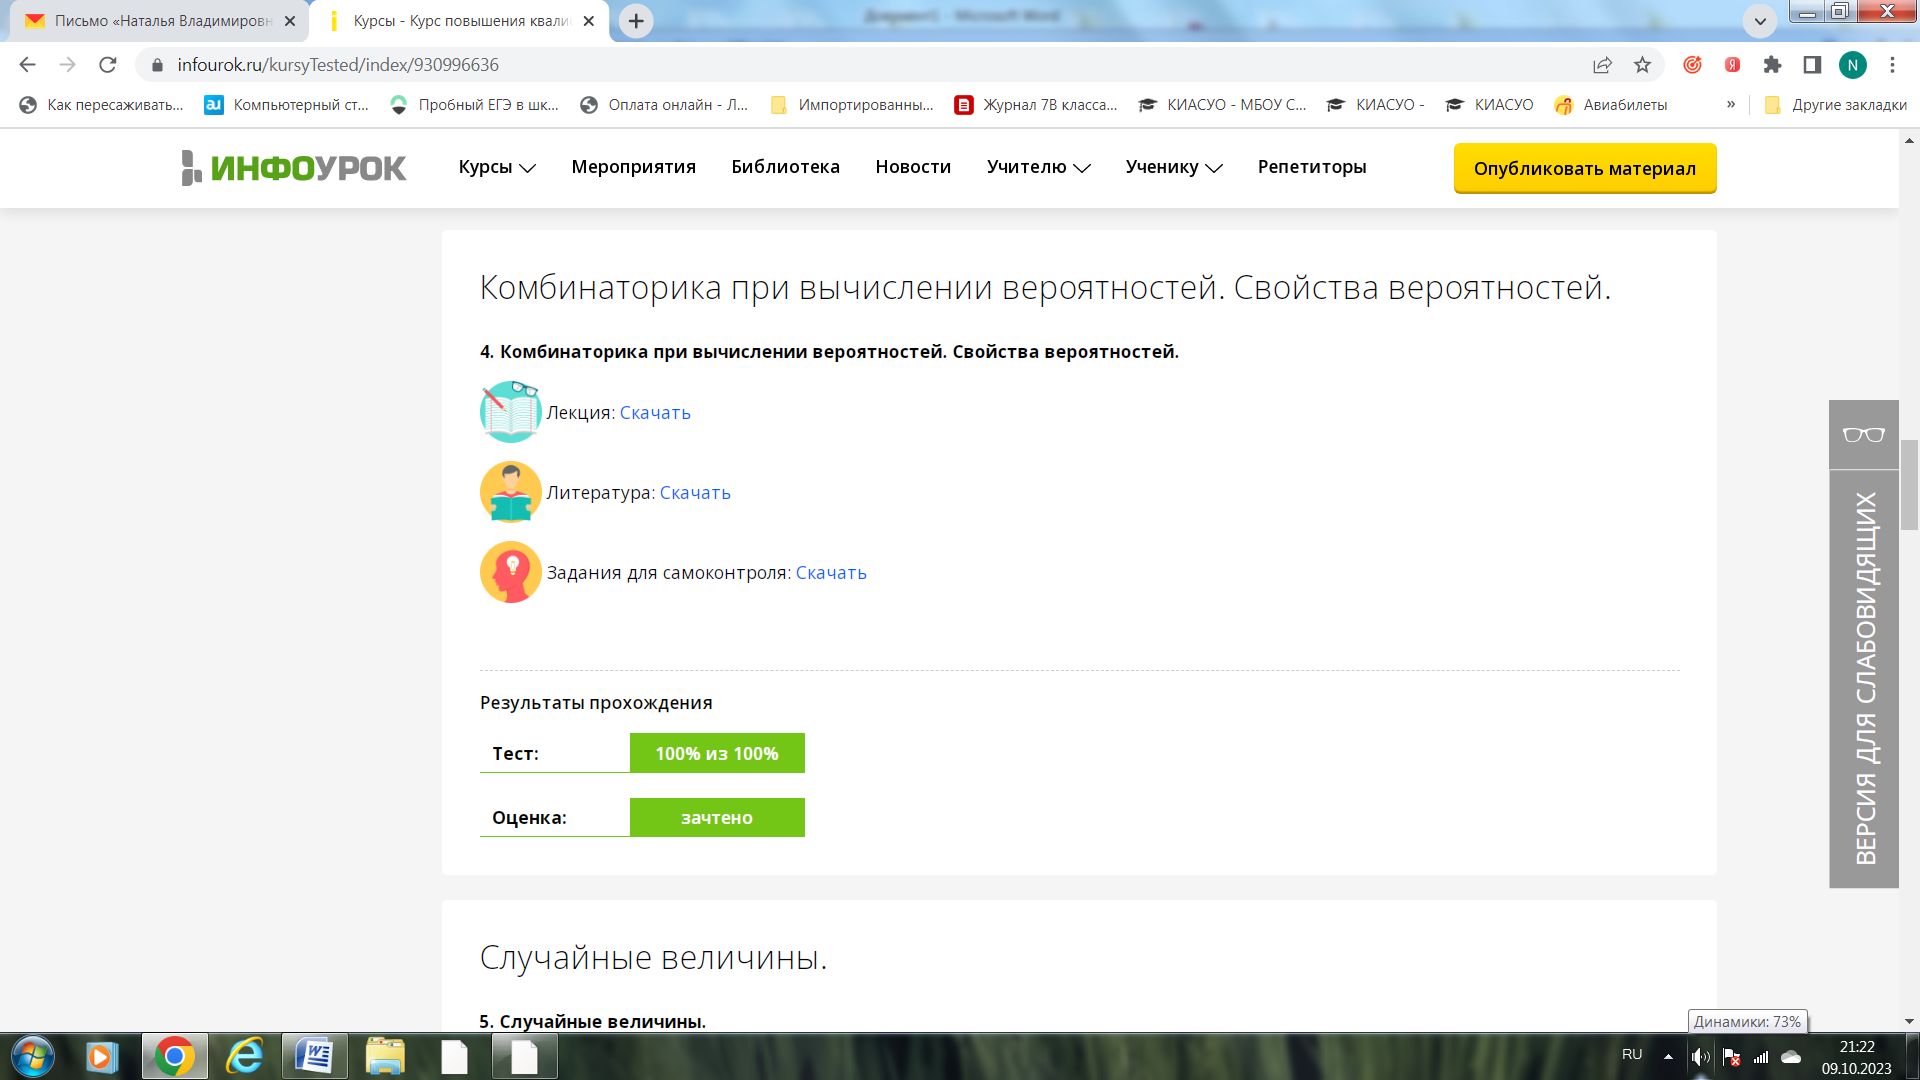 Документ1 - Microsoft Word
Письмо «Наталья Владимировн
Курсы - Курс повышения квали
infourok.ru/kursyTested/index/930996636
N
Как пересаживать...
Компьютерный ст...
Пробный ЕГЭ в шк...
Оплата онлайн - Л...
Импортированны...
Журнал 7В класса...
КИАСУО - МБОУ С...
КИАСУО -
КИАСУО
Авиабилеты
»
Другие закладки
ИНФОУРОК
Курсы
Мероприятия
Библиотека
Новости
Учителю
Ученику
Репетиторы
Опубликовать материал
Комбинаторика при вычислении вероятностей. Свойства вероятностей.
4. Комбинаторика при вычислении вероятностей. Свойства вероятностей.
Лекция: Скачать
Литература: Скачать
Задания для самоконтроля: Скачать
Результаты прохождения
Тест: 100% из 100%
Оценка: зачтено
Случайные величины.
5. Случайные величины.
ВЕРСИЯ ДЛЯ СЛАБОВИДЯЩИХ
Динамики: 73%
RU
21:22
09.10.2023